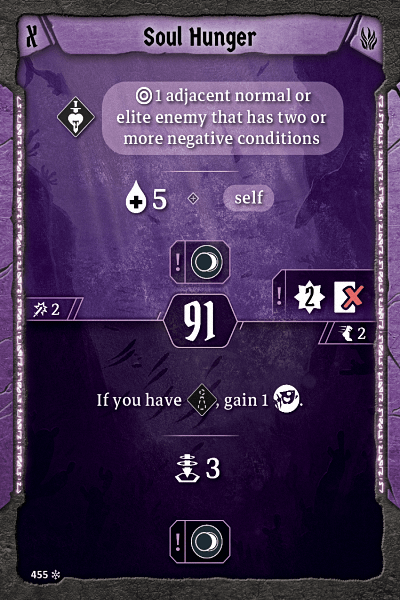 X
Soul Hunger
1 adjacent normal or
elite enemy that has two or
more negative conditions
5 self
!
! 2
2
91
2
If you have , gain 1 .
3
!
455